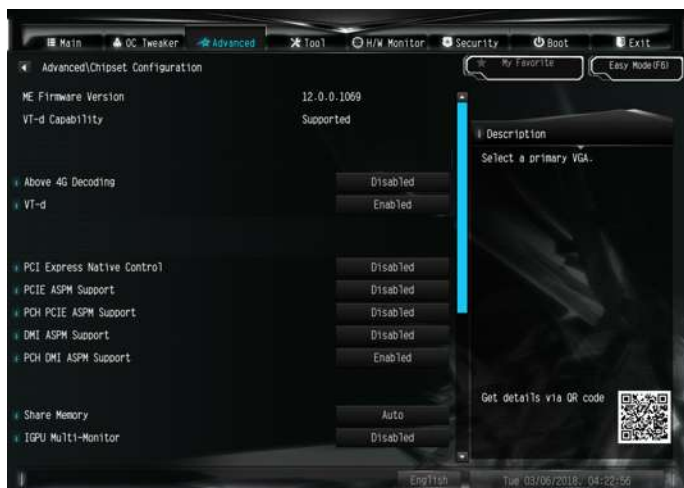 Main OC Tweaker Advanced Tool H/W Monitor Security Boot Exit
Advanced\Chipset Configuration
My Favorite Easy Mode(F6)
ME Firmware Version 12.0.0.1069
VT-d Capability Supported
Description
Select a primary VGA.
Above 4G Decoding Disabled
VT-d Enabled
PCI Express Native Control Disabled
PCIE ASPM Support Disabled
PCH PCIE ASPM Support Disabled
DMI ASPM Support Disabled
PCH DMI ASPM Support Enabled
Get details via QR code
Share Memory Auto
IGPU Multi-Monitor Disabled
English Tue 03/06/2018. 04:22:56